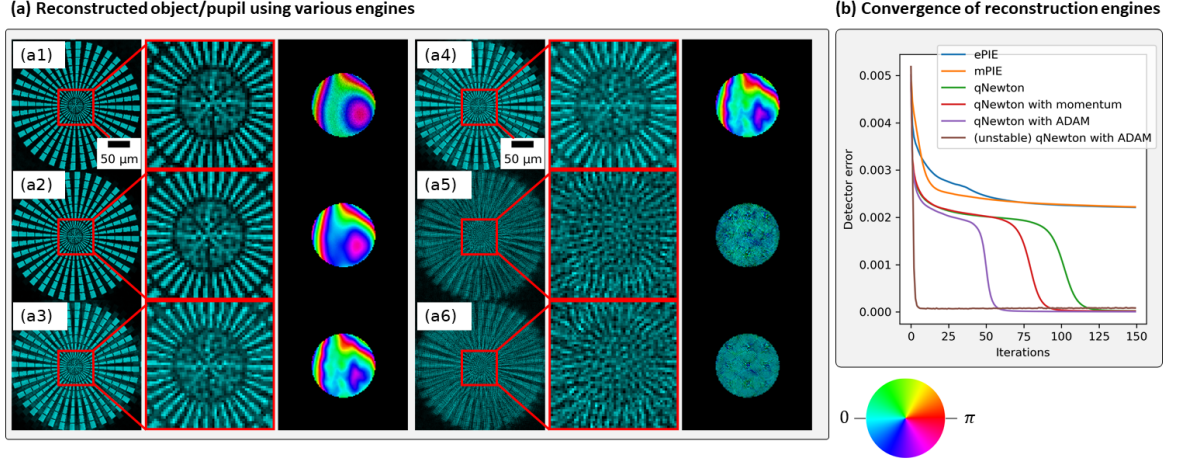 (a) Reconstructed object/pupil using various engines
(b) Convergence of reconstruction engines
(a1)
50 μm
(a4)
50 μm
(a2)
(a5)
(a3)
(a6)
ePIE
mPIE
qNewton
qNewton with momentum
qNewton with ADAM
(unstable) qNewton with ADAM
Detector error
0.005
0.004
0.003
0.002
0.001
0.000
0 25 50 75 100 125 150
Iterations
0
π